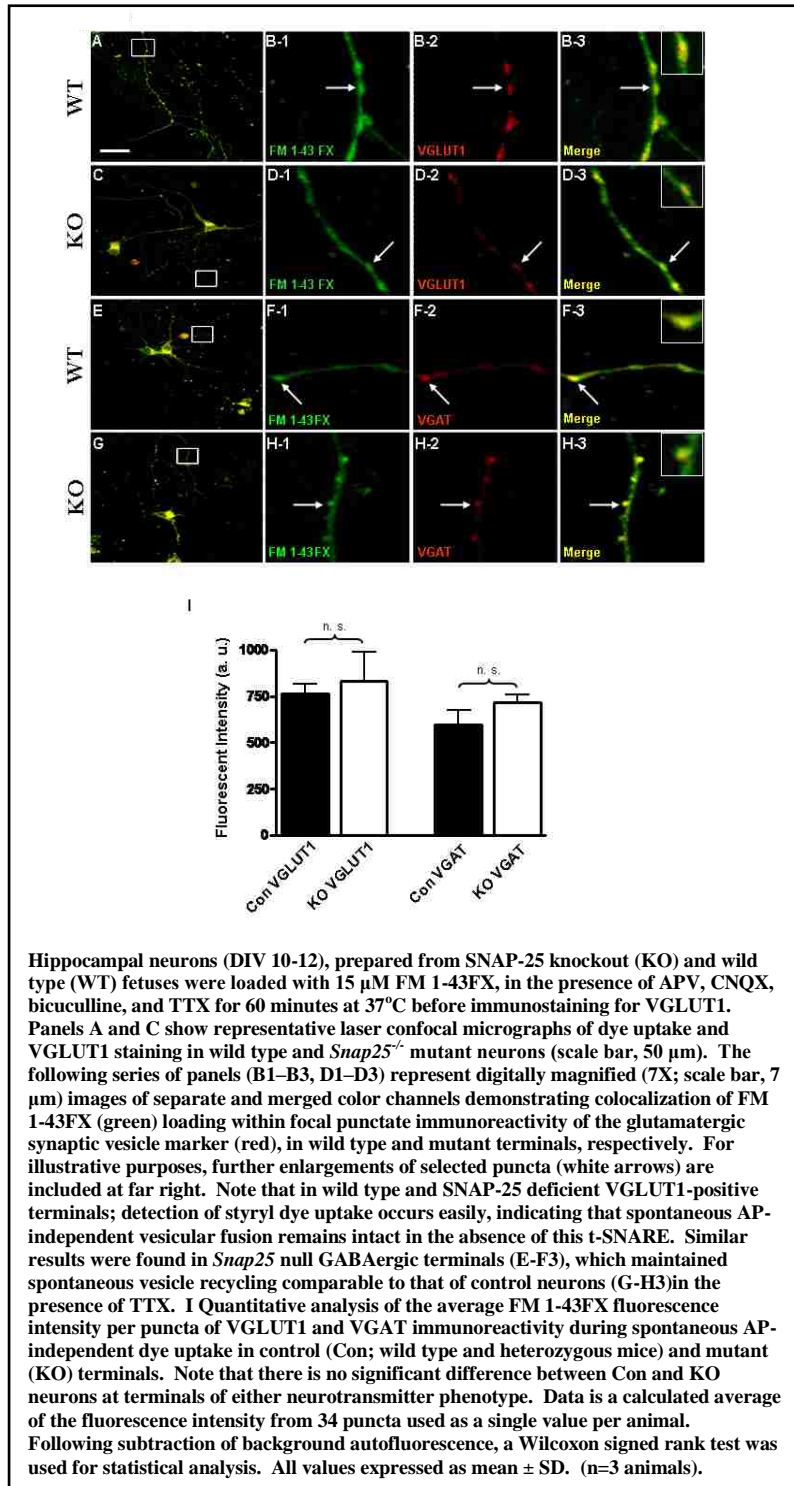 A B-1 B-2 B-3
WT
FM 1-43 FX VGLUT1 Merge
C D-1 D-2 D-3
KO
FM 1-43 FX VGLUT1 Merge
E F-1 F-2 F-3
WT
FM 1-43FX VGAT Merge
G H-1 H-2 H-3
KO
FM 1-43FX VGAT Merge
I
n. s.
n. s.
Fluorescent Intensity (a. u.)
1000
750
500
250
0
Con VGLUT1
KO VGLUT1
Con VGAT
KO VGAT
Hippocampal neurons (DIV 10-12), prepared from SNAP-25 knockout (KO) and wild
type (WT) fetuses were loaded with 15 µM FM 1-43FX, in the presence of APV, CNQX,
bicuculline, and TTX for 60 minutes at 37°C before immunostaining for VGLUT1.
Panels A and C show representative laser confocal micrographs of dye uptake and
VGLUT1 staining in wild type and Snap25-/- mutant neurons (scale bar, 50 µm). The
following series of panels (B1–B3, D1–D3) represent digitally magnified (7X; scale bar, 7
µm) images of separate and merged color channels demonstrating colocalization of FM
1-43FX (green) loading within focal punctate immunoreactivity of the glutamatergic
synaptic vesicle marker (red), in wild type and mutant terminals, respectively. For
illustrative purposes, further enlargements of selected puncta (white arrows) are
included at far right. Note that in wild type and SNAP-25 deficient VGLUT1-positive
terminals; detection of styryl dye uptake occurs easily, indicating that spontaneous AP-
independent vesicular fusion remains intact in the absence of this t-SNARE. Similar
results were found in Snap25 null GABAergic terminals (E-F3), which maintained
spontaneous vesicle recycling comparable to that of control neurons (G-H3)in the
presence of TTX. I Quantitative analysis of the average FM 1-43FX fluorescence
intensity per puncta of VGLUT1 and VGAT immunoreactivity during spontaneous AP-
independent dye uptake in control (Con; wild type and heterozygous mice) and mutant
(KO) terminals. Note that there is no significant difference between Con and KO
neurons at terminals of either neurotransmitter phenotype. Data is a calculated average
of the fluorescence intensity from 34 puncta used as a single value per animal.
Following subtraction of background autofluorescence, a Wilcoxon signed rank test was
used for statistical analysis. All values expressed as mean ± SD. (n=3 animals).